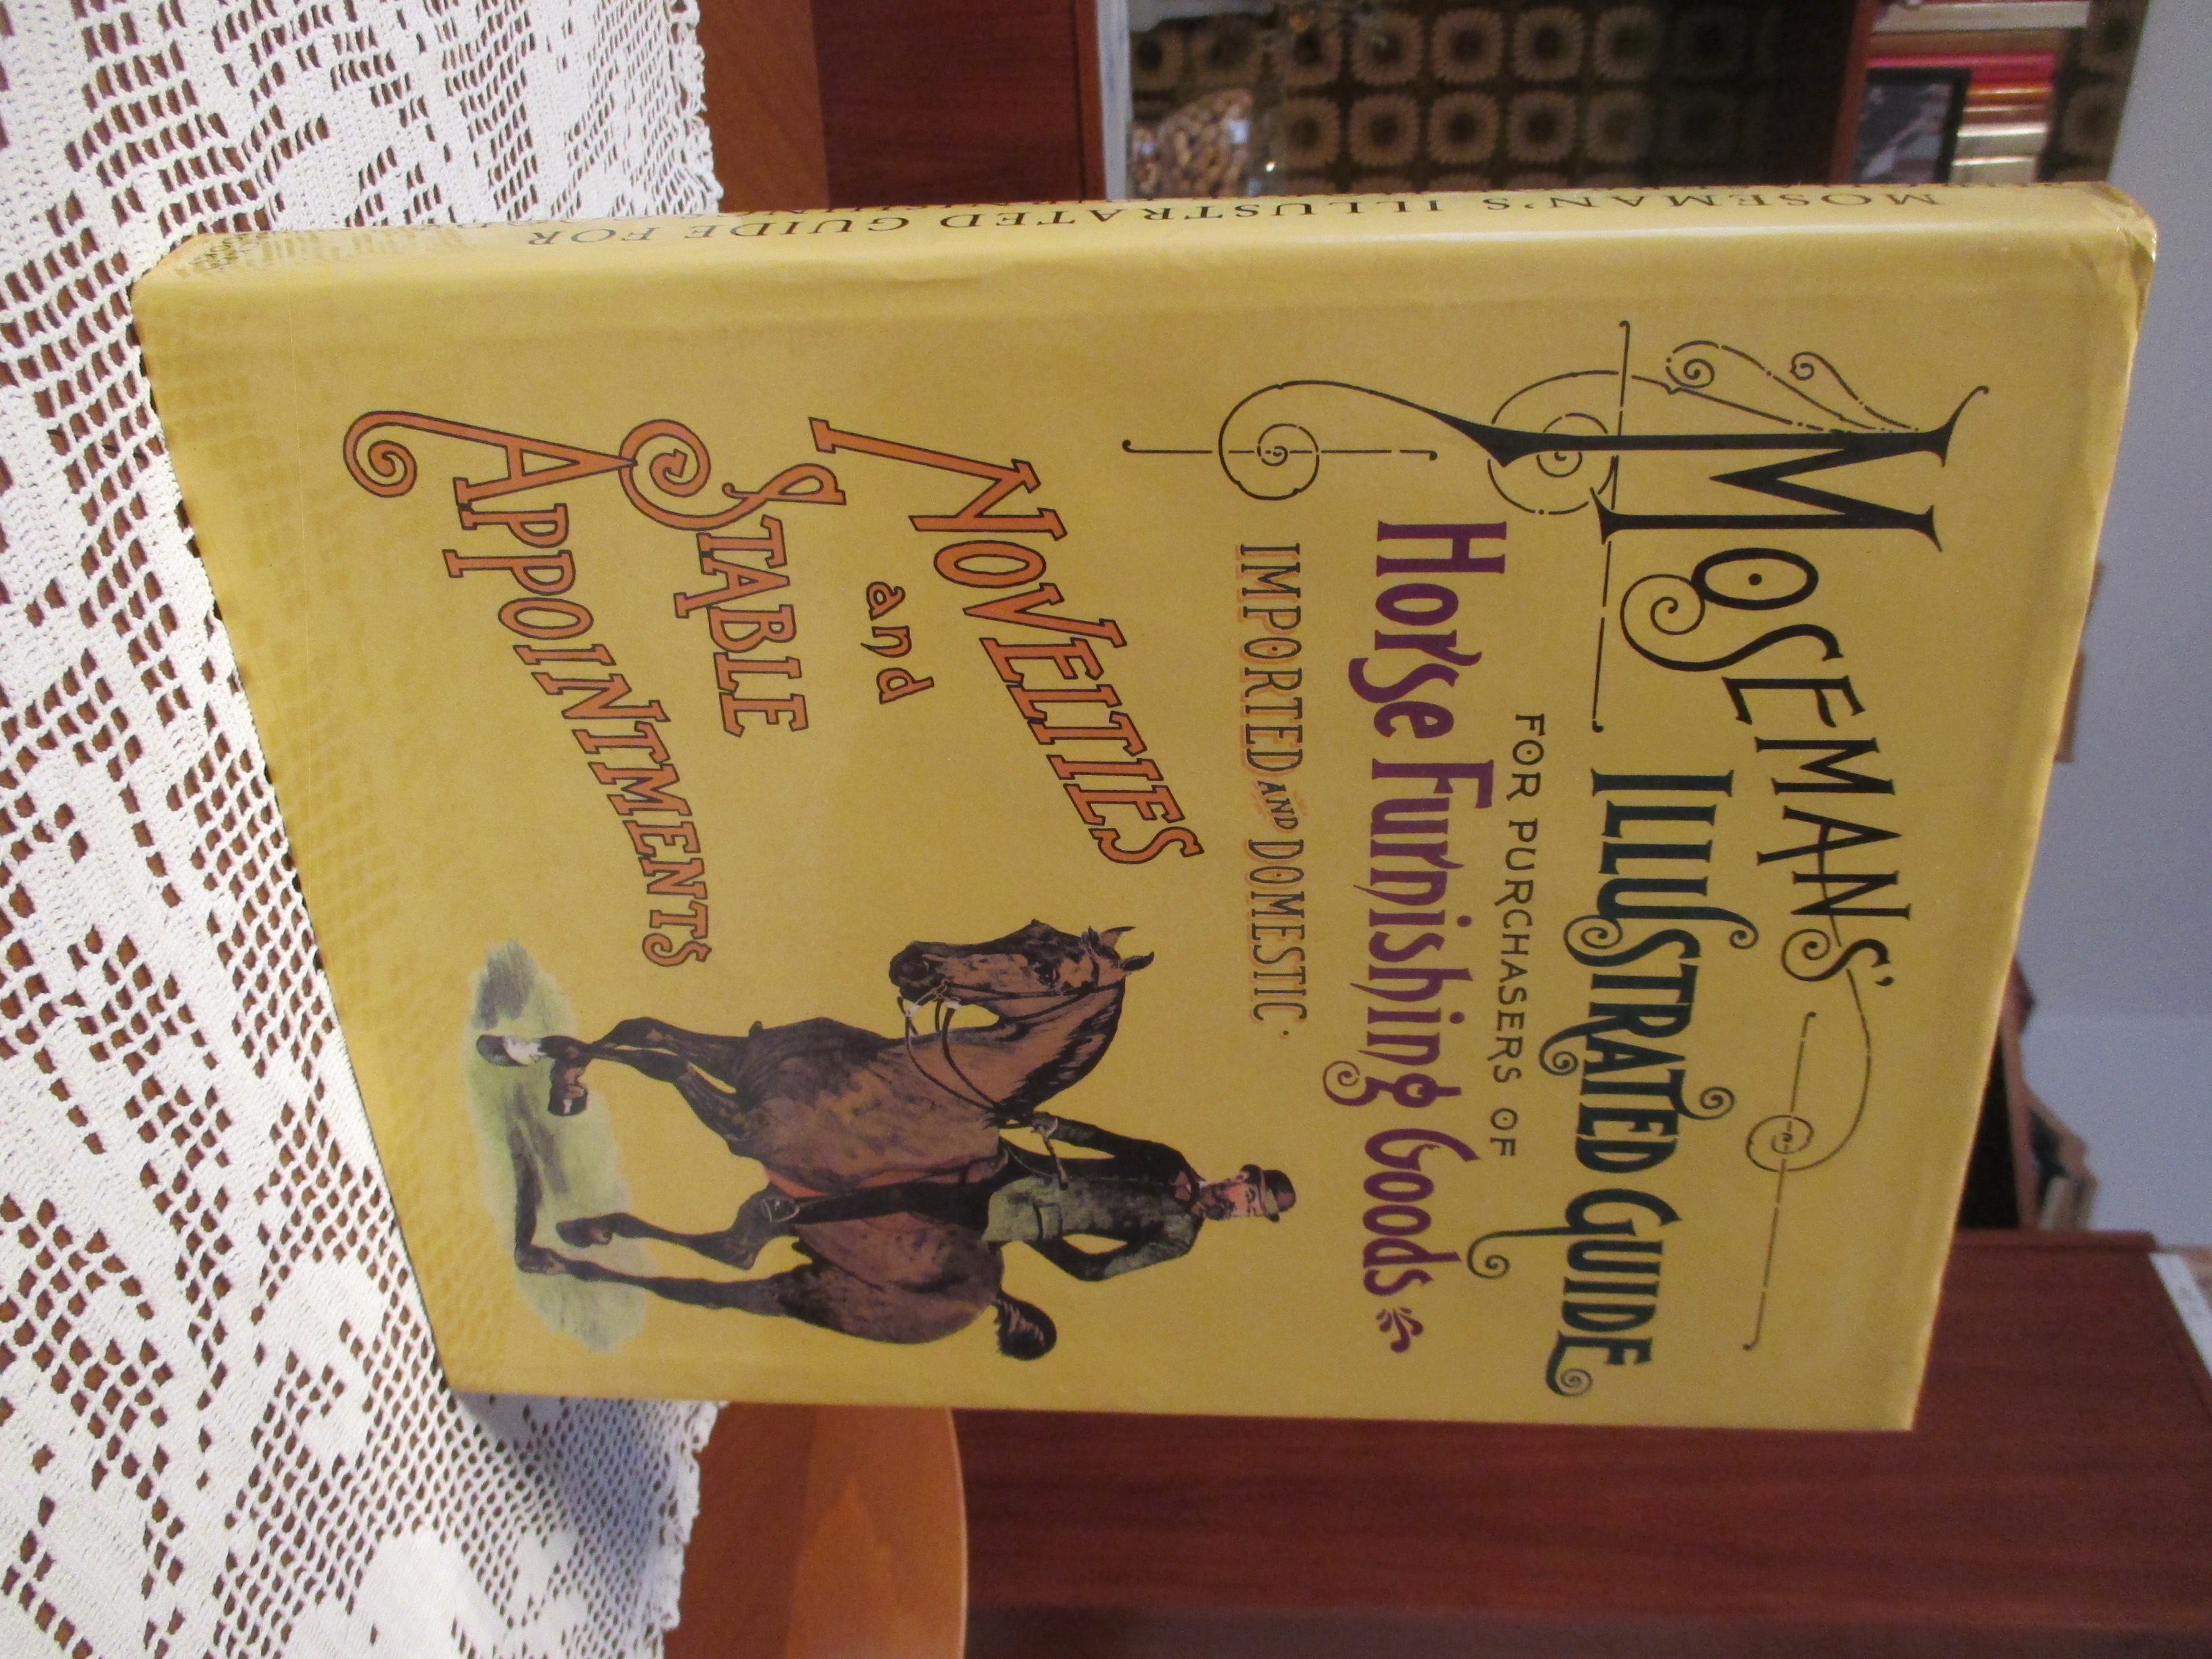 MOSEMANS'
ILLUSTRATED GUIDE
FOR PURCHASERS OF
Horse Furnishing Goods
IMPORTED AND DOMESTIC.
NOVELTIES
and
STABLE
APPOINTMENTS
MOSEMAN'S ILLUSTRATED GUIDE FOR